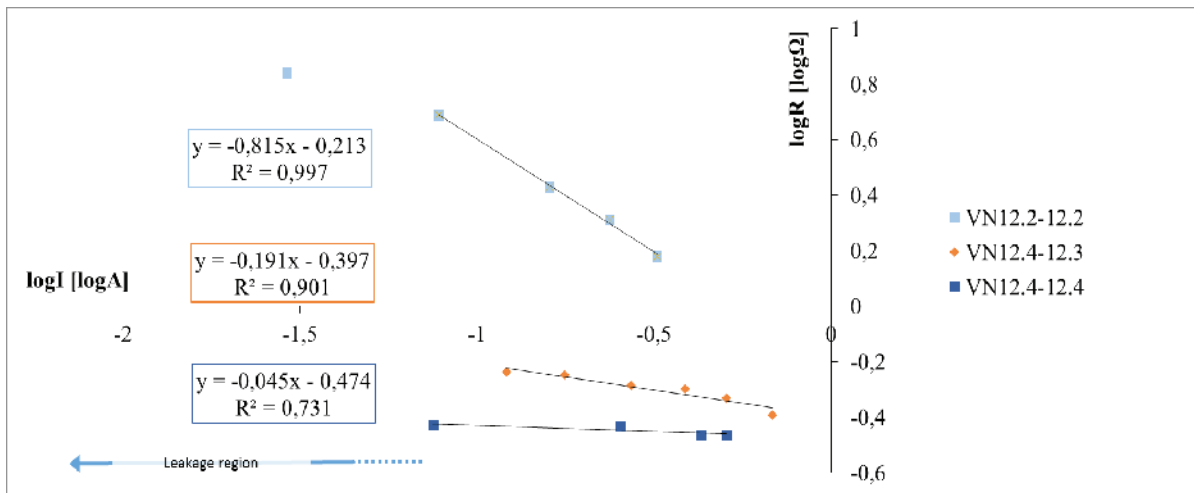 1
0,8
0,6
0,4
0,2
0
-0,2
-0,4
-0,6
logR [logΩ]
y = -0,815x - 0,213
R² = 0,997
y = -0,191x - 0,397
R² = 0,901
y = -0,045x - 0,474
R² = 0,731
logI [logA]
-2 -1,5 -1 -0,5 0
Leakage region
VN12.2-12.2
VN12.4-12.3
VN12.4-12.4